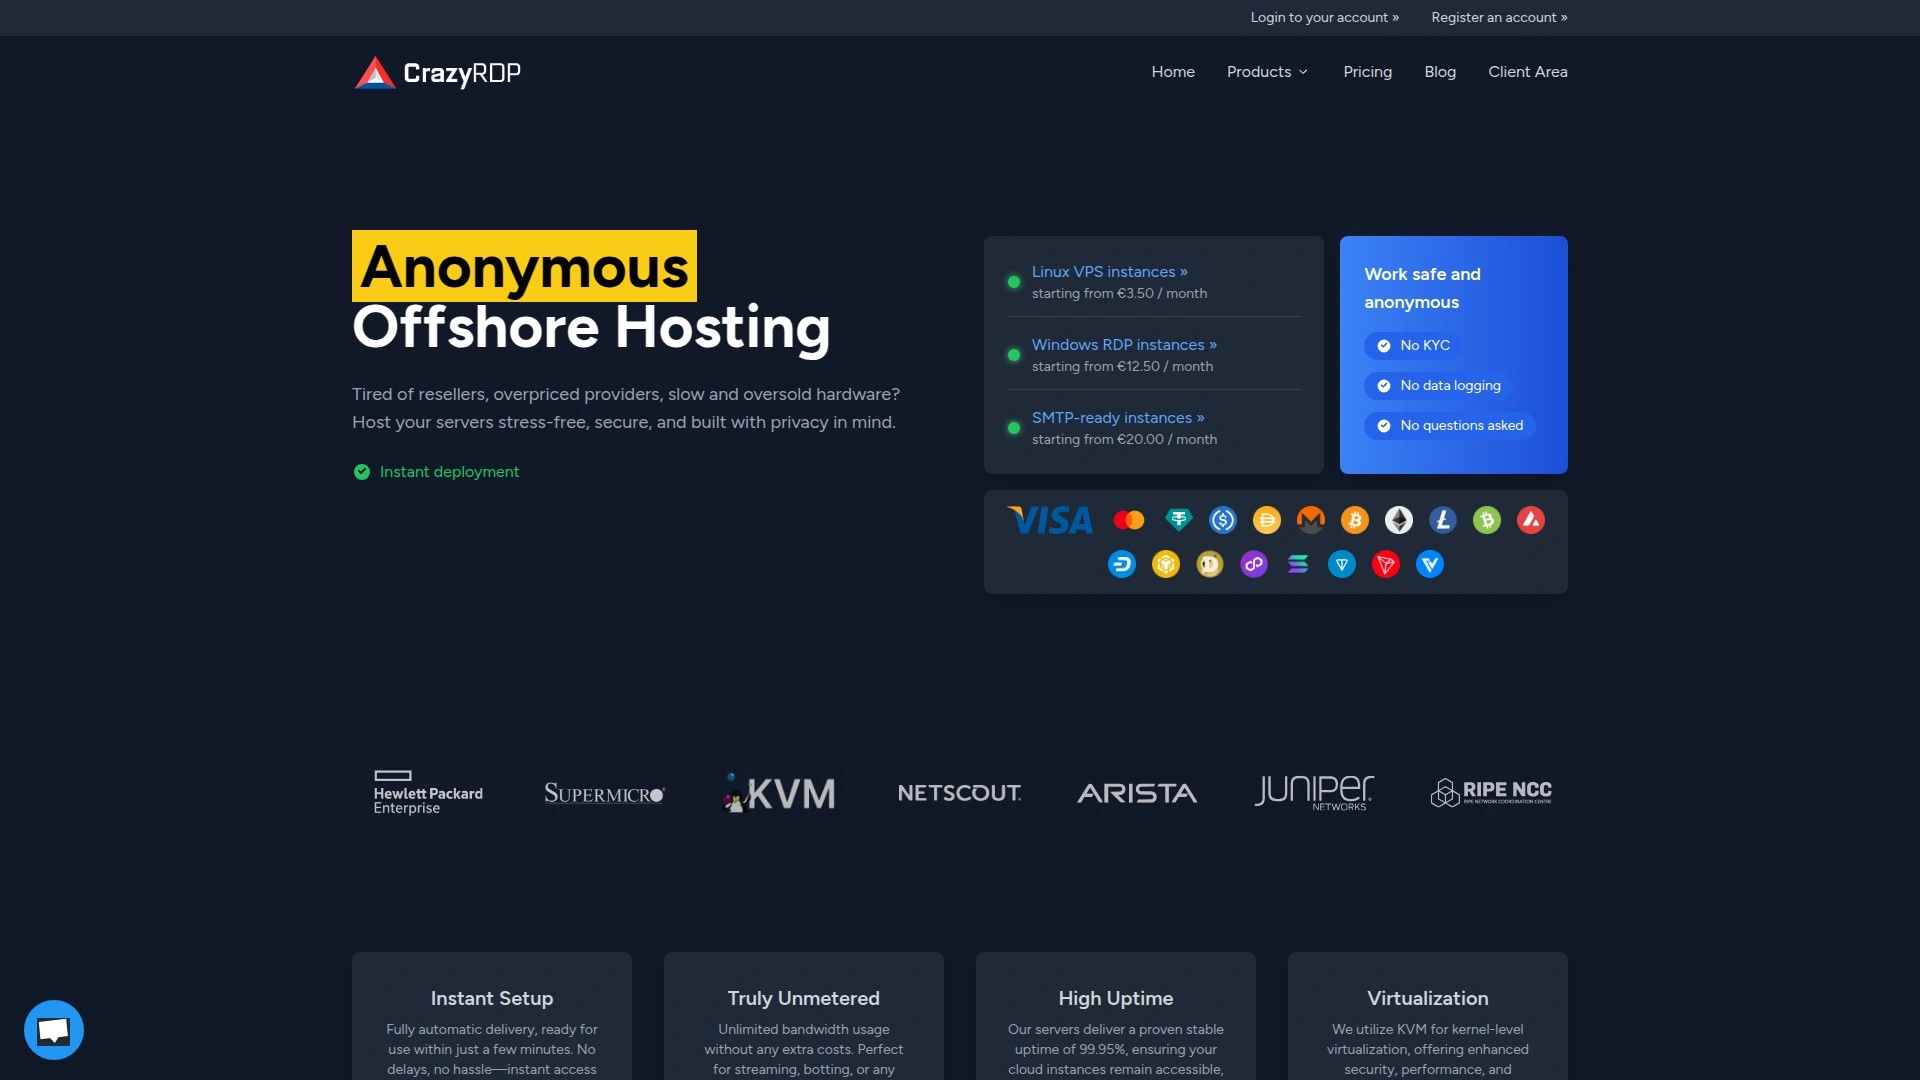 Login to your account »
Register an account »
CrazyRDP
Home
Products
Pricing
Blog
Client Area
Anonymous
Offshore Hosting
Tired of resellers, overpriced providers, slow and oversold hardware?
Host your servers stress-free, secure, and built with privacy in mind.
Instant deployment
Linux VPS instances »
starting from €3.50 / month
Windows RDP instances »
starting from €12.50 / month
SMTP-ready instances »
starting from €20.00 / month
Work safe and
anonymous
No KYC
No data logging
No questions asked
VISA
Hewlett Packard
Enterprise
SUPERMICRO
KVM
NETSCOUT.
ARISTA
JUNIPER
NETWORKS
RIPE NCC
RIPE NETWORK COORDINATION CENTRE
Instant Setup
Fully automatic delivery, ready for
use within just a few minutes. No
delays, no hassle—instant access
Truly Unmetered
Unlimited bandwidth usage
without any extra costs. Perfect
for streaming, botting, or any
High Uptime
Our servers deliver a proven stable
uptime of 99.95%, ensuring your
cloud instances remain accessible,
Virtualization
We utilize KVM for kernel-level
virtualization, offering enhanced
security, performance, and